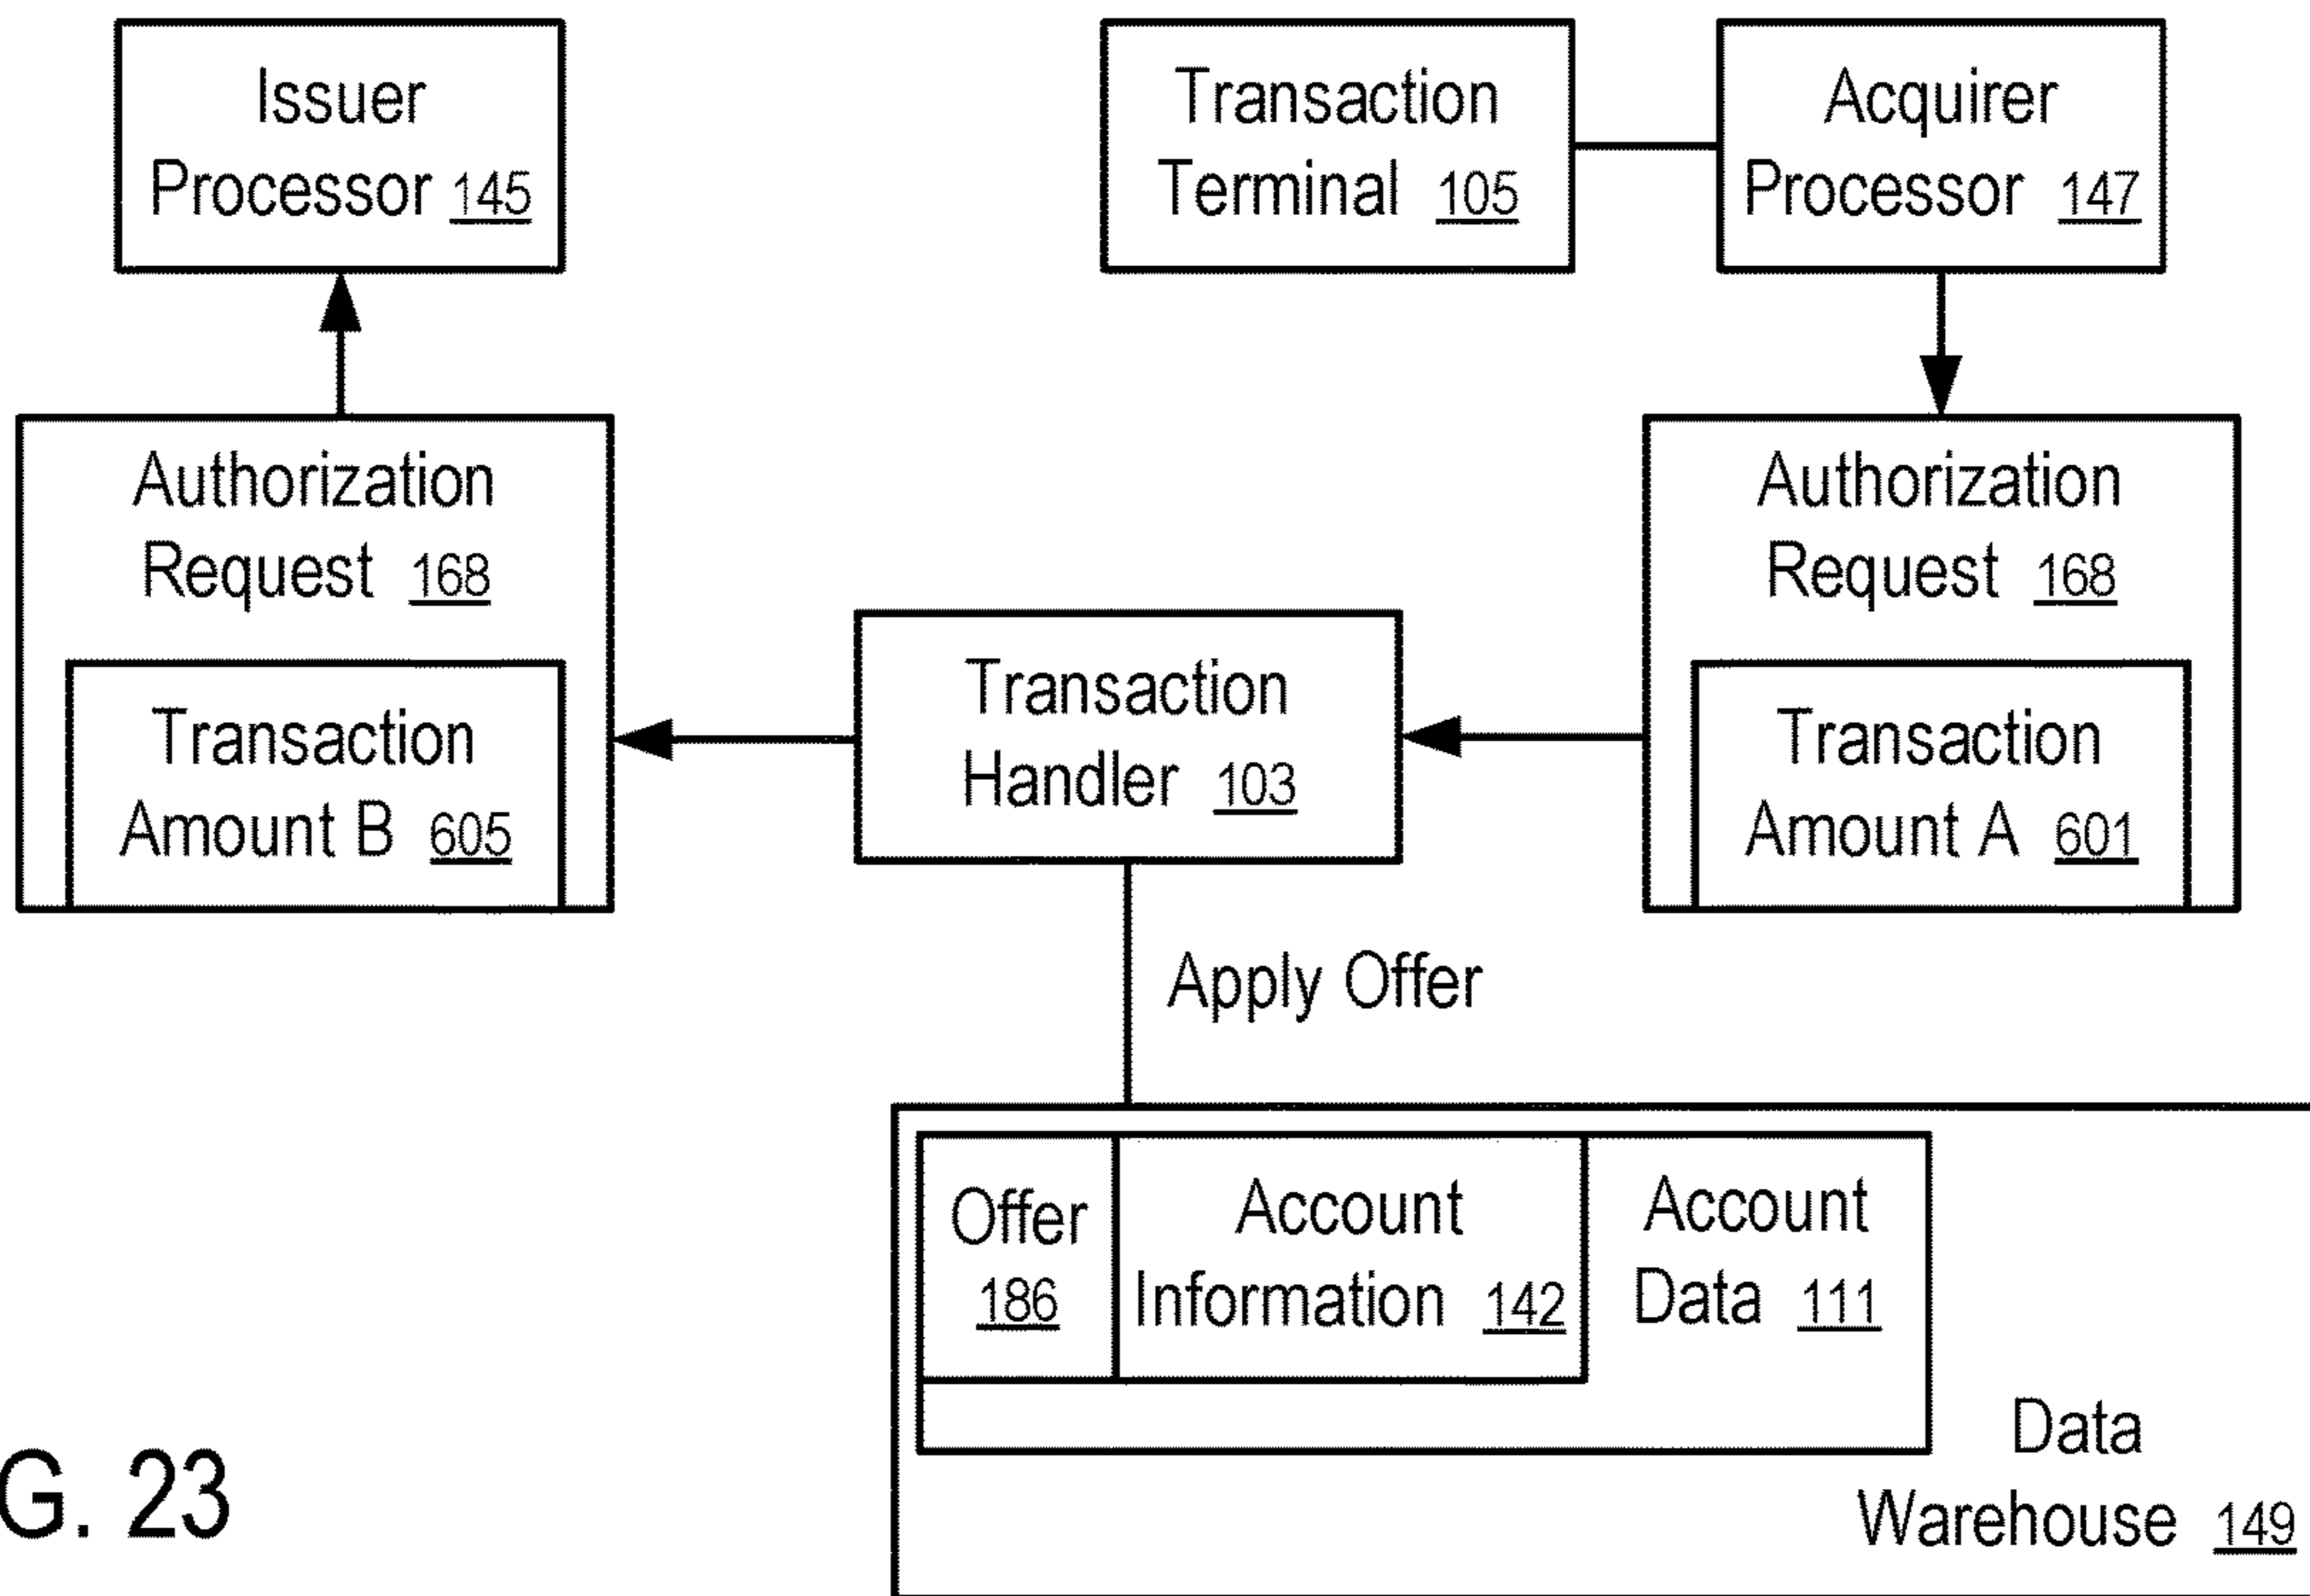 Issuer
Processor 145
Transaction
Terminal 105
Acquirer
Processor 147
Authorization
Request 168
Transaction
Amount B 605
Transaction
Handler 103
Authorization
Request 168
Transaction
Amount A 601
Apply Offer
Offer
186
Account
Information 142
Account
Data 111
Data
Warehouse 149
G. 23